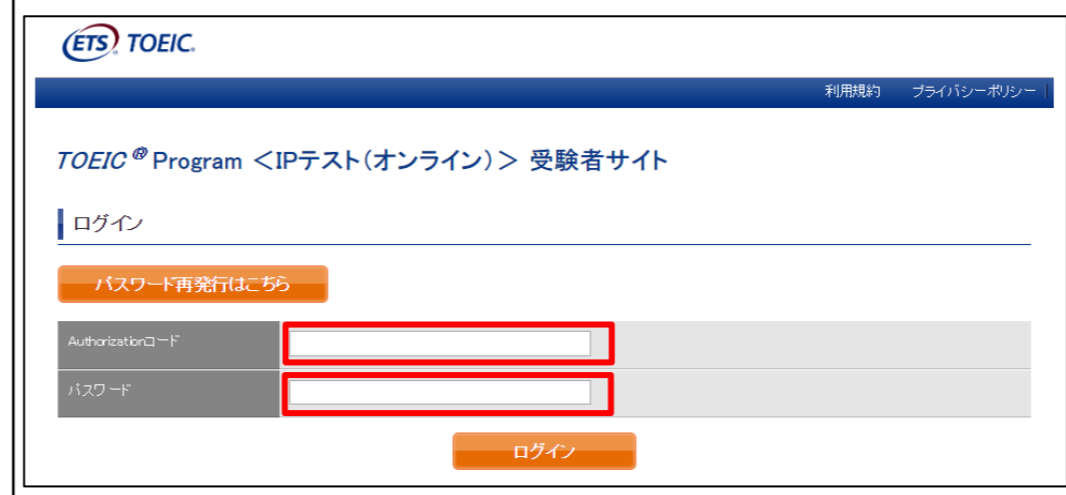 ETS TOEIC.
利用規約 プライバシーポリシー
TOEIC® Program <IPテスト(オンライン)> 受験者サイト
ログイン
パスワード再発行はこちら
Authorizationコード
パスワード
ログイン